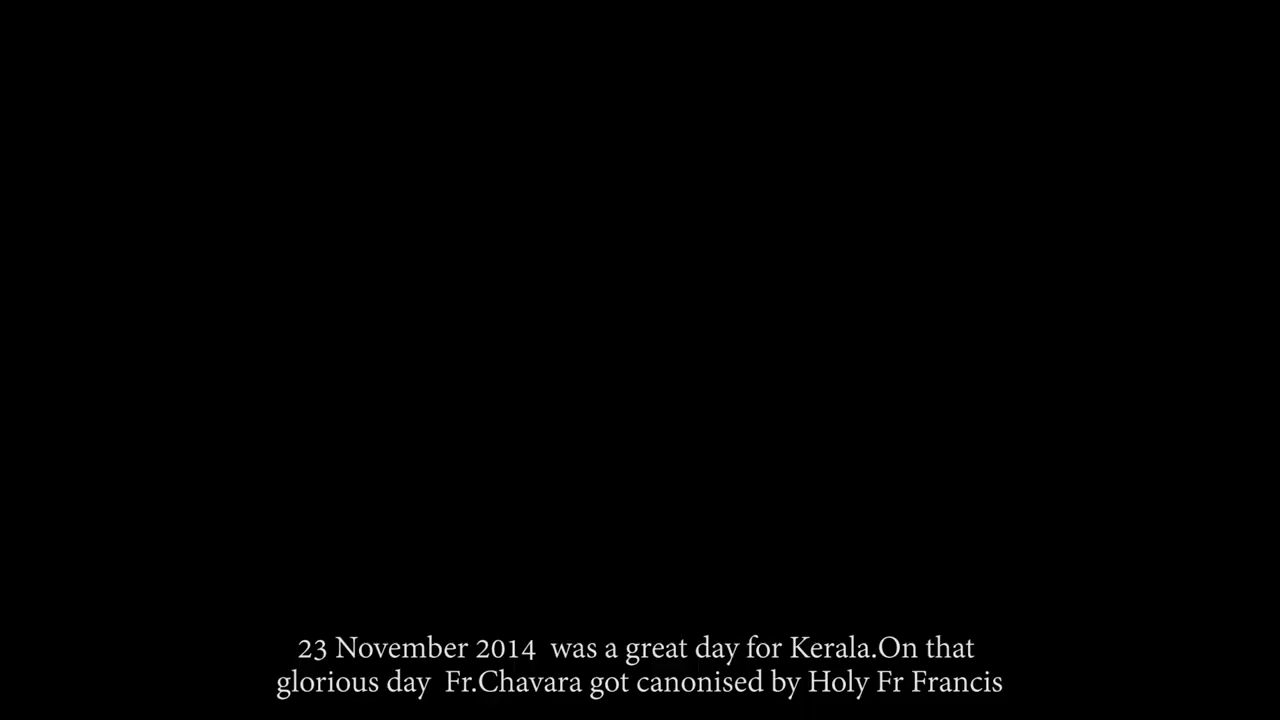 23 November 2014  was a great day for Kerala.On that
glorious day  Fr.Chavara got canonised by Holy Fr Francis